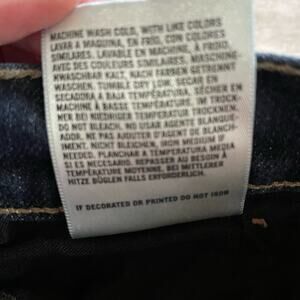 MACHINE WASH COLD, WITH LIKE COLORS
LAVAR A MAQUINA, EN FRIO, CON COLORES
SIMILARES. LAVABLE EN MACHINE, À FROID,
AVEC DES COULEURS SIMILAIRES. MASCHINE
KWASCHBAR KALT, NACH FARBEN GETRENNT
WASCHEN. TUMBLE DRY LOW. SECAR EN
SECADORA A BAJA TEMPERATURA. SÉCHER EN
MACHINE À BASSE TEMPÉRATURE. IM TROCK-
NER BEI NIEDRIGER TEMPERATUR TROCKNEN.
DO NOT BLEACH. NO USAR AGENTE BLANQUE-
ADOR. NE PAS AJOUTER D'AGENT DE BLANCH-
IMENT. NICHT BLEICHEN. IRON MEDIUM IF
NEEDED. PLANCHAR A TEMPERATURA MEDIA
SI ES NECESARIO. REPASSER AU BESOIN À
TEMPÉRATURE MOYENNE. BEI MITTLERER
HITZE BÜGLEN FALLS ERFORDERLICH.
IF DECORATED OR PRINTED DO NOT IRON